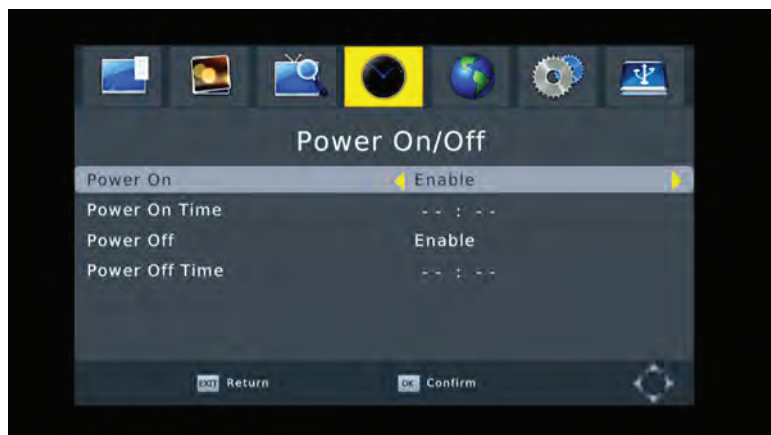 Power On/Off
Power On Enable
Power On Time -- : --
Power Off Enable
Power Off Time -- : --
EXIT Return OK Confirm